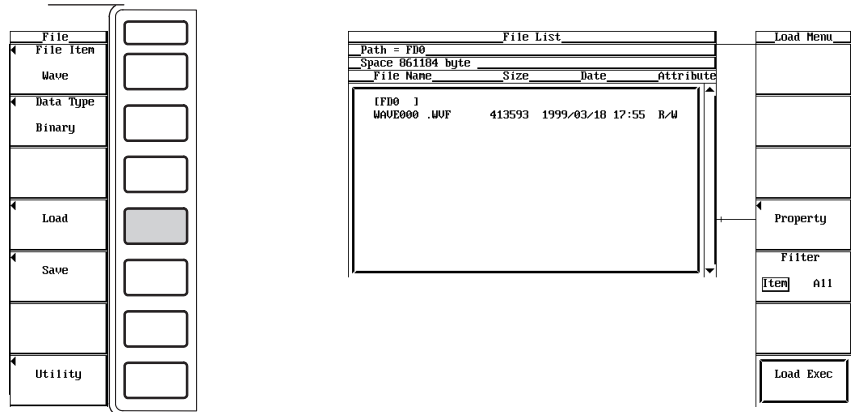 File
File Item
Wave
Data Type
Binary
Load
Save
Utility
File List
Path = FD0
Space 861184 byte
File Name Size Date Attribute
[FD0 ]
WAVE000 .WVF 413593 1999/03/18 17:55 R/W
Load Menu
Property
Filter
Item All
Load Exec